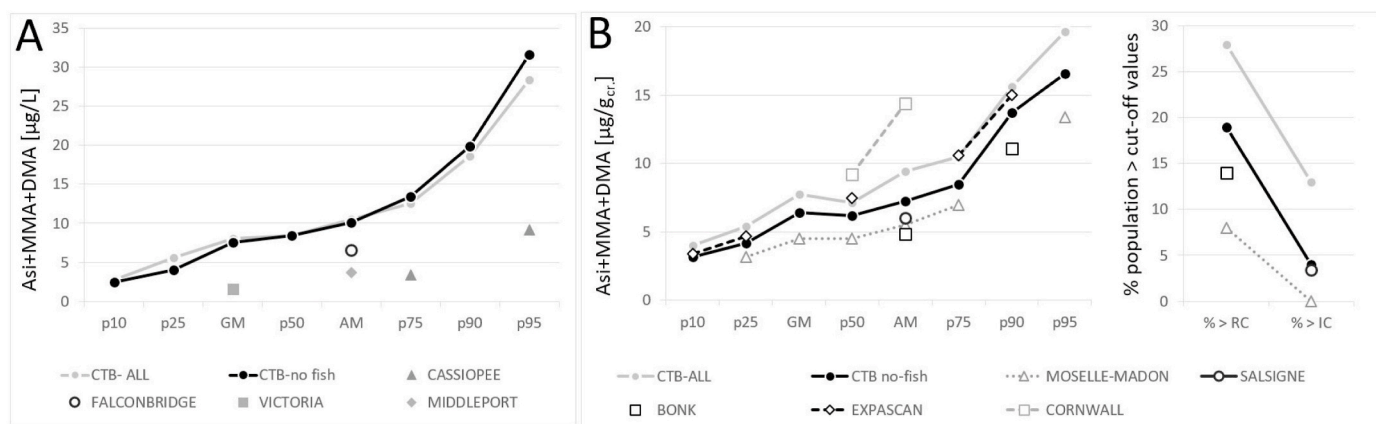 A
Asi+MMA+DMA [µg/L]
35
30
25
20
15
10
5
0
p10 p25 GM p50 AM p75 p90 p95
CTB- ALL CTB-no fish CASSIOPEE
FALCONBRIDGE VICTORIA MIDDLEPORT
B
Asi+MMA+DMA [µg/gcr.]
20
15
10
5
0
p10 p25 GM p50 AM p75 p90 p95
% population > cut-off values
30
25
20
15
10
5
0
% > RC % > IC
CTB-ALL CTB no-fish MOSELLE-MADON SALSIGNE
BONK EXPASCAN CORNWALL